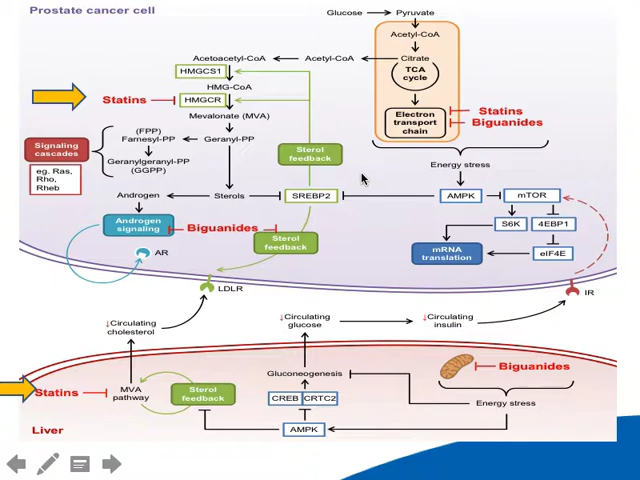 Prostate cancer cell
Glucose
Pyruvate
Acetyl-CoA
Acetoacetyl-CoA
Acetyl-CoA
Citrate
HMGCS1
TCA
cycle
HMG-CoA
Statins
HMGCR
Mevalonate (MVA)
Electron
transport
chain
Statins
Biguanides
(FPP)
Farnesyl-PP
Geranyl-PP
Signaling
cascades
Sterol
feedback
Geranylgeranyl-PP
(GGPP)
Energy stress
eg. Ras,
Rho,
Rheb
Androgen
Sterols
SREBP2
AMPK
mTOR
Androgen
signaling
Biguanides
S6K
4EBP1
Sterol
feedback
AR
mRNA
translation
eIF4E
LDLR
IR
↓Circulating
cholesterol
↓Circulating
glucose
↓Circulating
insulin
Gluconeogenesis
Biguanides
Statins
MVA
pathway
Sterol
feedback
CREB
CRTC2
Energy stress
Liver
AMPK